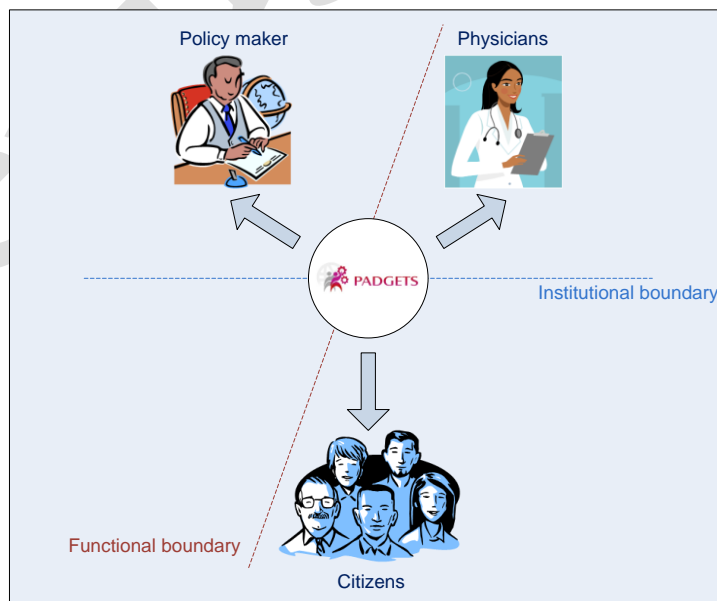 Policy maker
Physicians
PADGETS
Institutional boundary
Functional boundary
Citizens